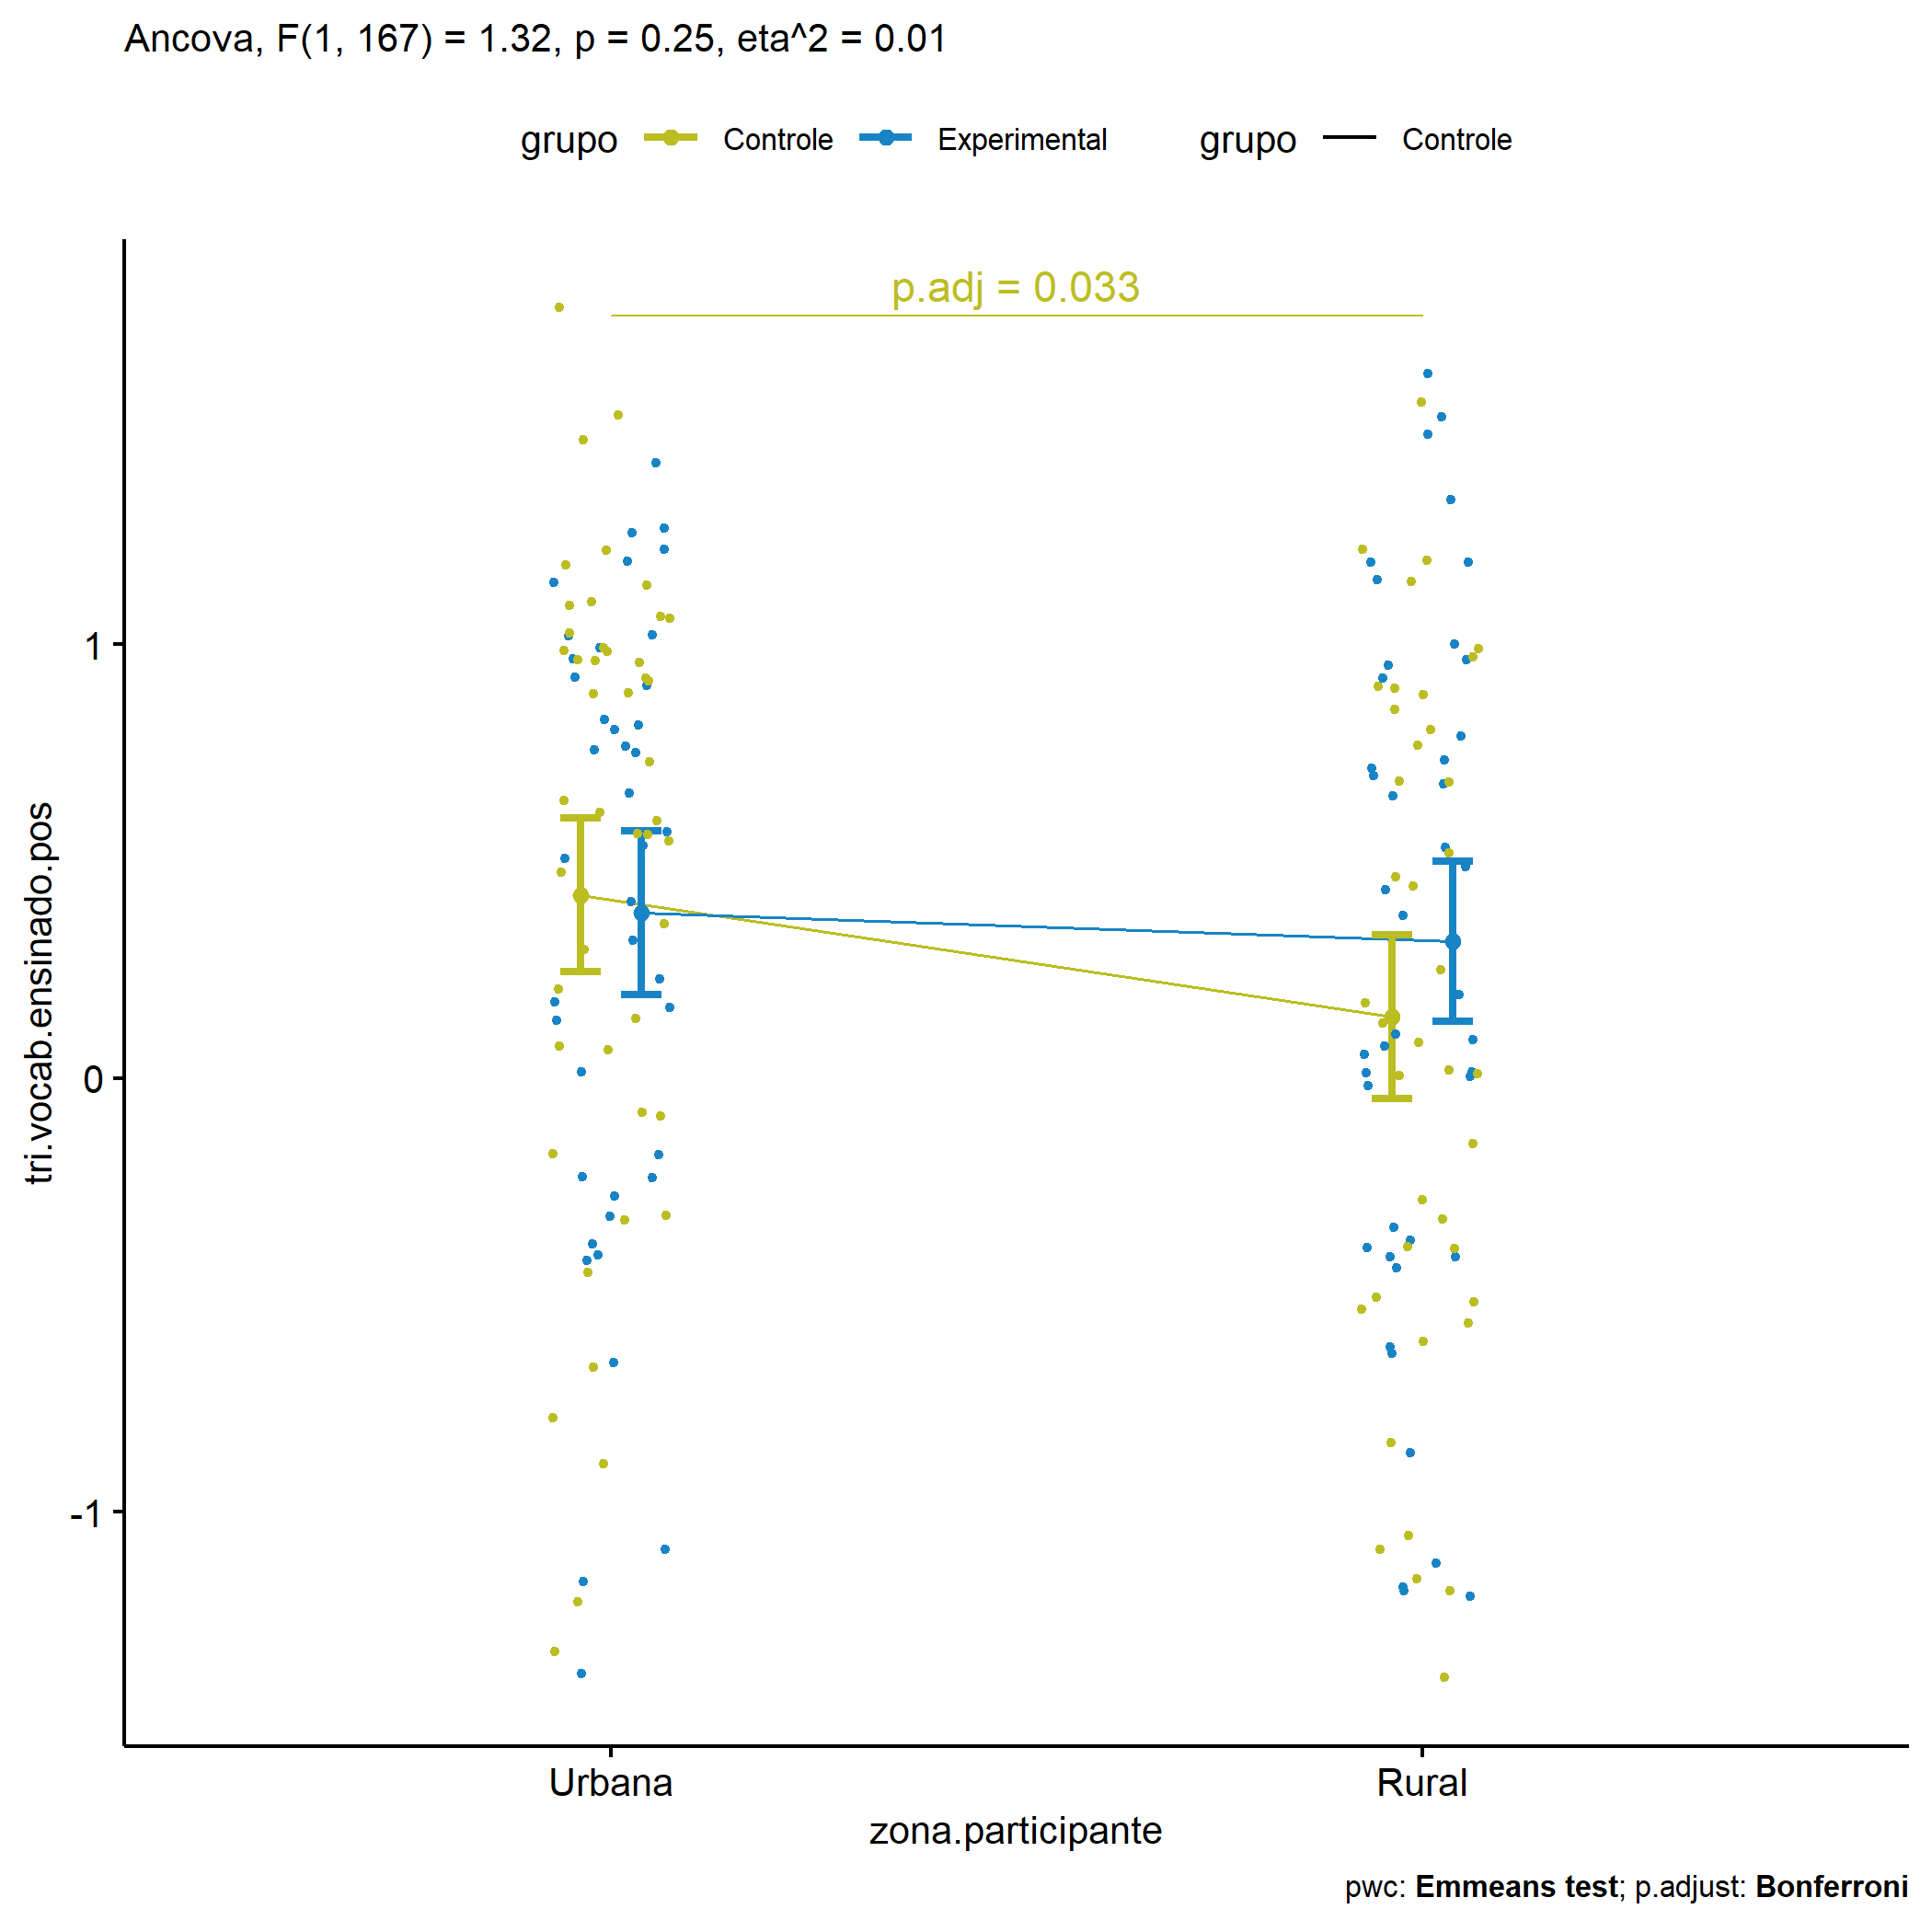 Ancova, F(1, 167) = 1.32, p = 0.25, eta^2 = 0.01
grupo Controle Experimental grupo Controle
p.adj = 0.033
tri.vocab.ensinado.pos
1
0
-1
Urbana Rural
zona.participante
pwc: Emmeans test; p.adjust: Bonferroni